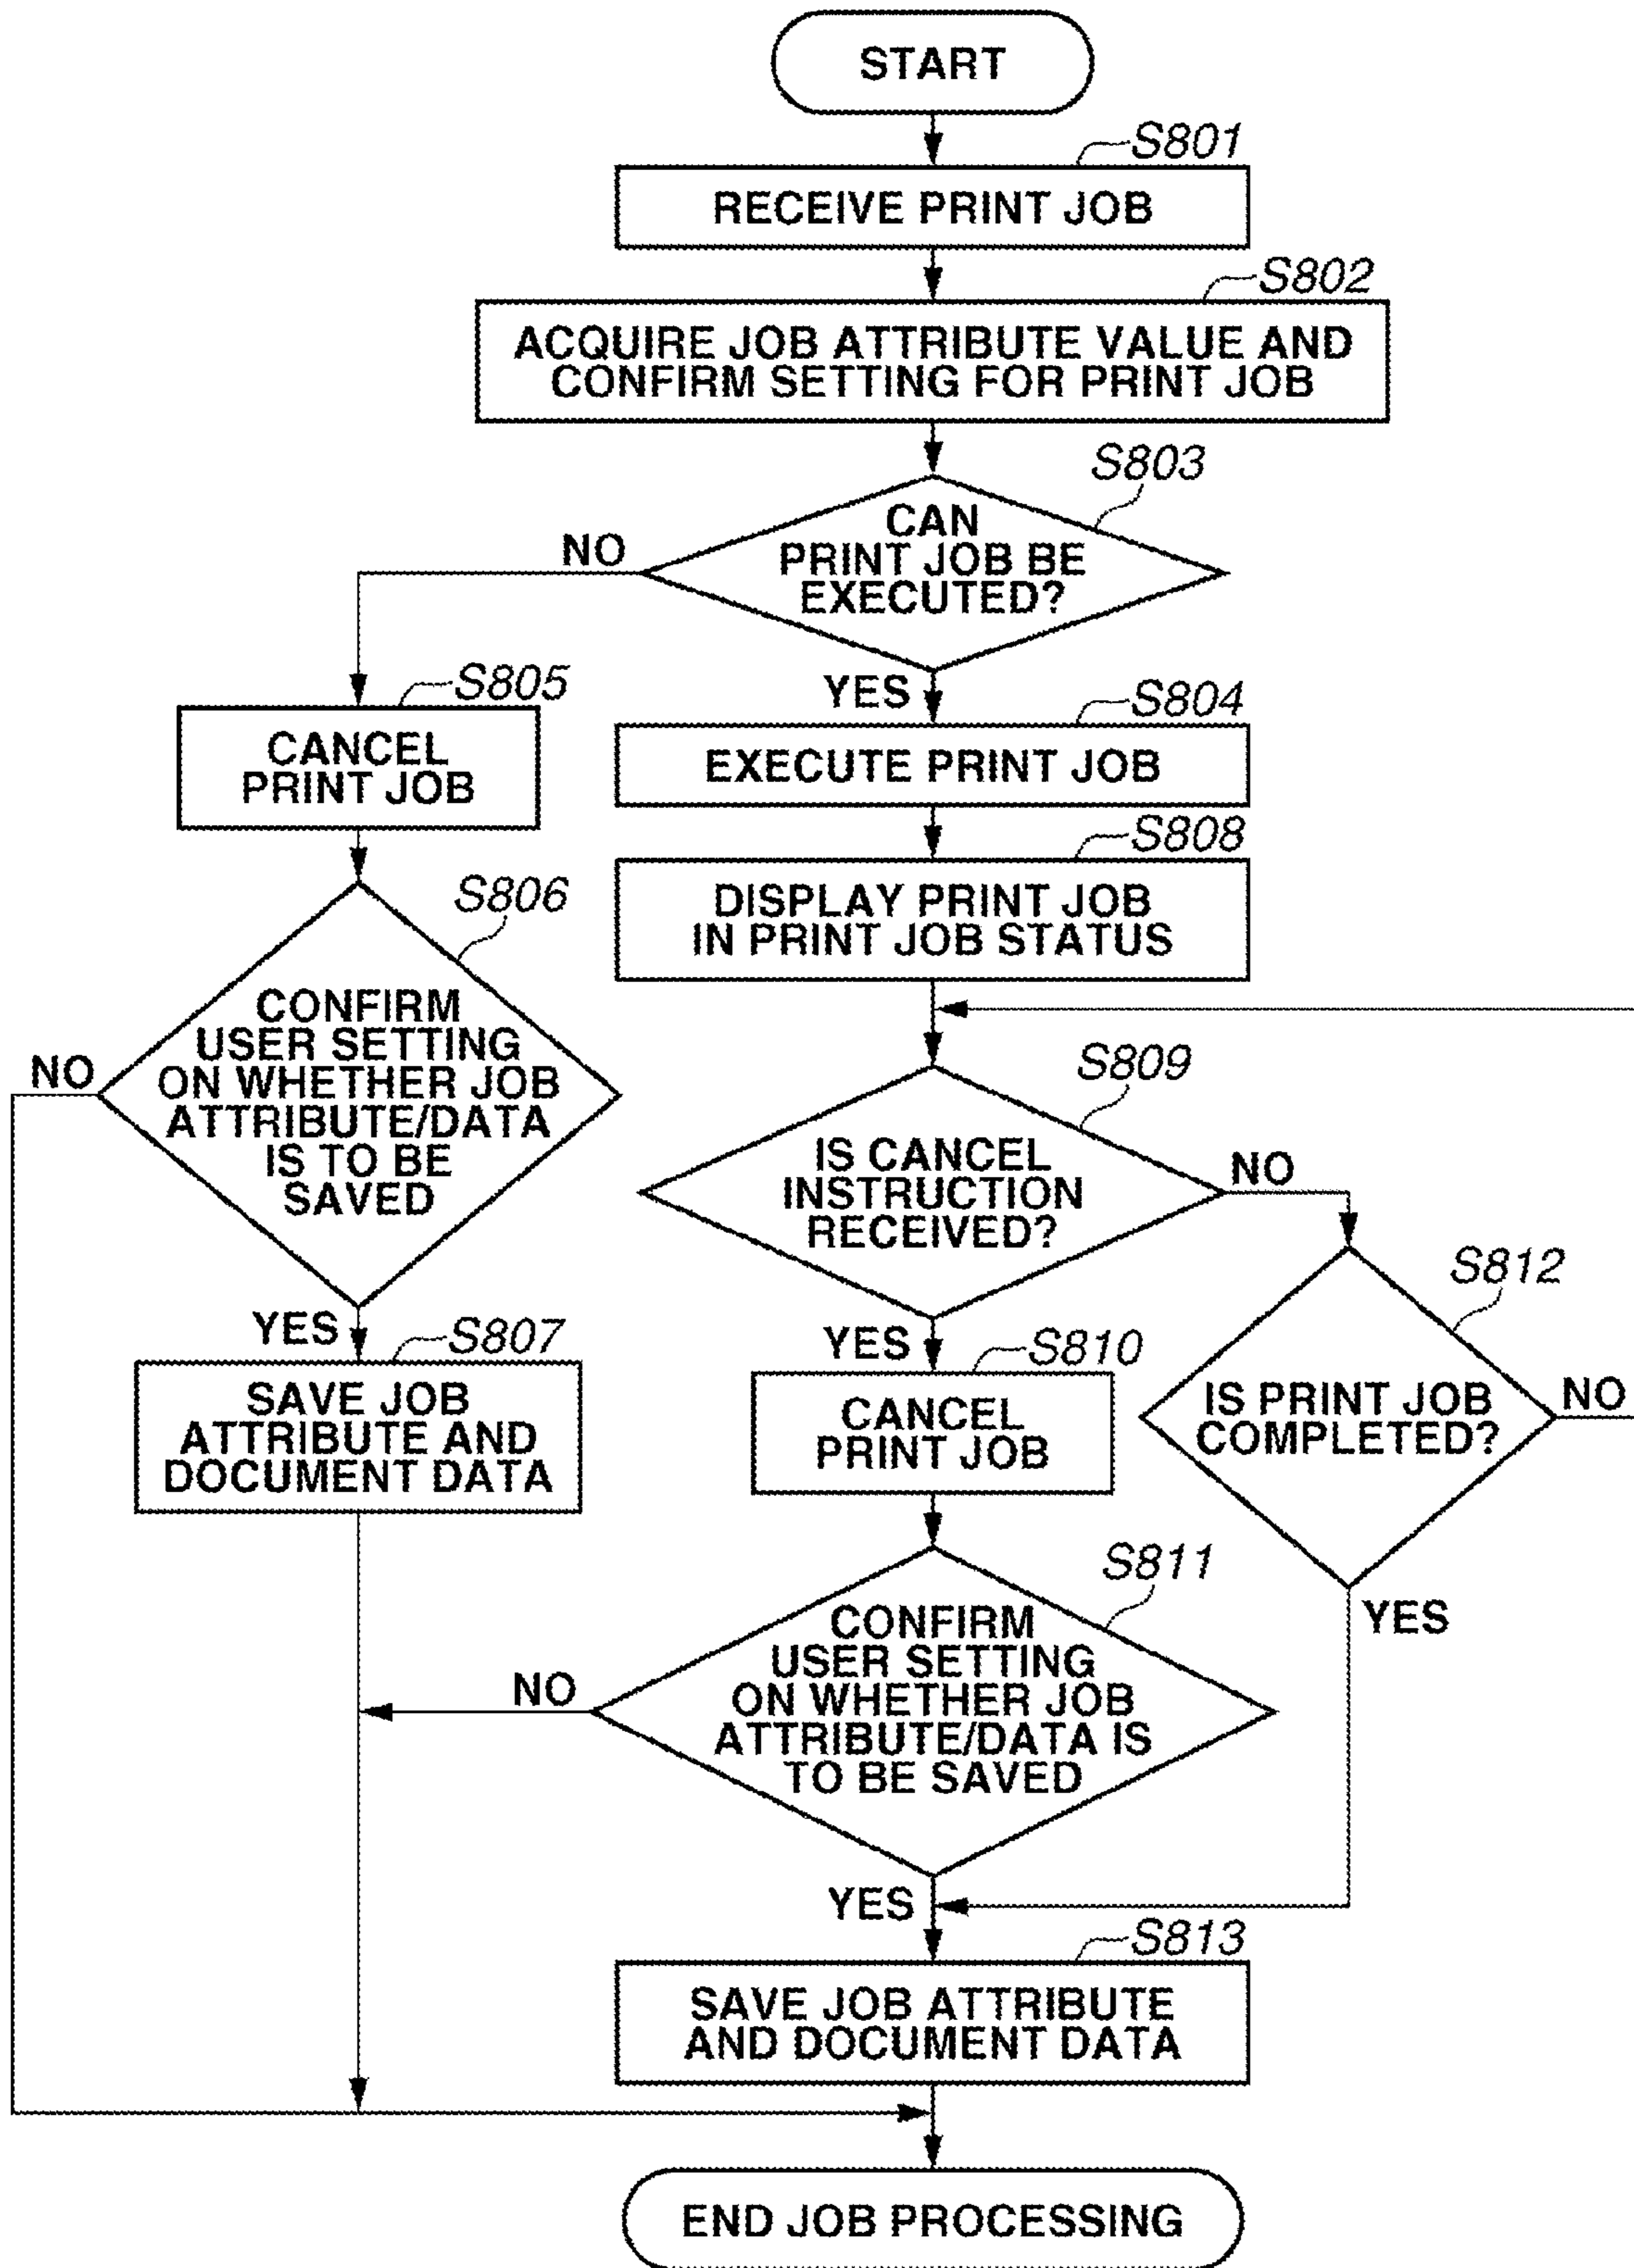 START
S801
RECEIVE PRINT JOB
S802
ACQUIRE JOB ATTRIBUTE VALUE AND
CONFIRM SETTING FOR PRINT JOB
S803
CAN
PRINT JOB BE
EXECUTED?
NO
YES
S805
CANCEL
PRINT JOB
S804
EXECUTE PRINT JOB
S808
DISPLAY PRINT JOB
IN PRINT JOB STATUS
S806
CONFIRM
USER SETTING
ON WHETHER JOB
ATTRIBUTE/DATA
IS TO BE
SAVED
NO
YES
S807
SAVE JOB
ATTRIBUTE AND
DOCUMENT DATA
S809
IS CANCEL
INSTRUCTION
RECEIVED?
NO
YES
S810
CANCEL
PRINT JOB
S812
IS PRINT JOB
COMPLETED?
NO
YES
S811
CONFIRM
USER SETTING
ON WHETHER JOB
ATTRIBUTE/DATA IS
TO BE SAVED
NO
YES
S813
SAVE JOB ATTRIBUTE
AND DOCUMENT DATA
END JOB PROCESSING